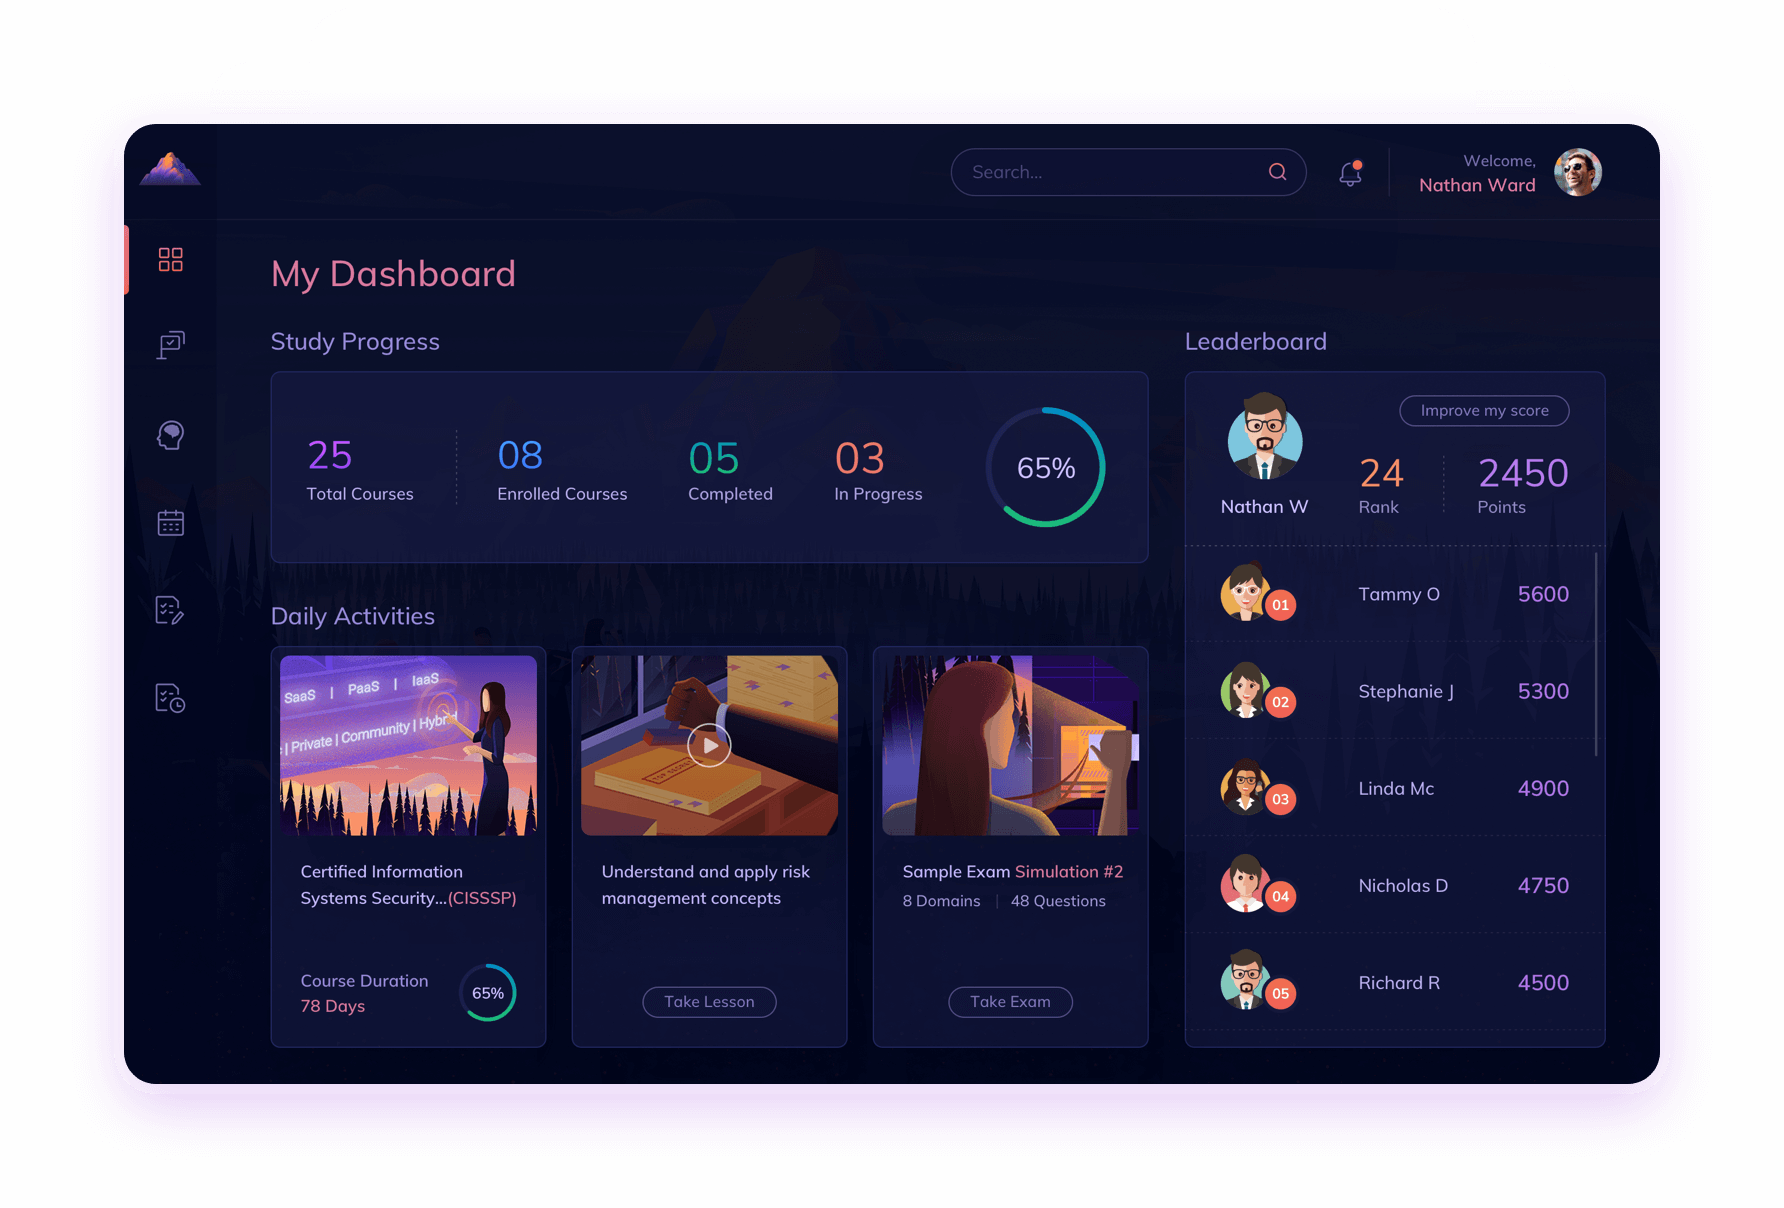 Search...
Welcome,
Nathan Ward
My Dashboard
Study Progress
25
Total Courses
08
Enrolled Courses
05
Completed
03
In Progress
65%
Daily Activities
SaaS | PaaS | IaaS
| Private | Community | Hybrid
Certified Information
Systems Security...(CISSSP)
Course Duration
78 Days
65%
TOP SECRET
Understand and apply risk
management concepts
Take Lesson
Sample Exam Simulation #2
8 Domains | 48 Questions
Take Exam
Leaderboard
Improve my score
Nathan W
24
Rank
2450
Points
01 Tammy O 5600
02 Stephanie J 5300
03 Linda Mc 4900
04 Nicholas D 4750
05 Richard R 4500